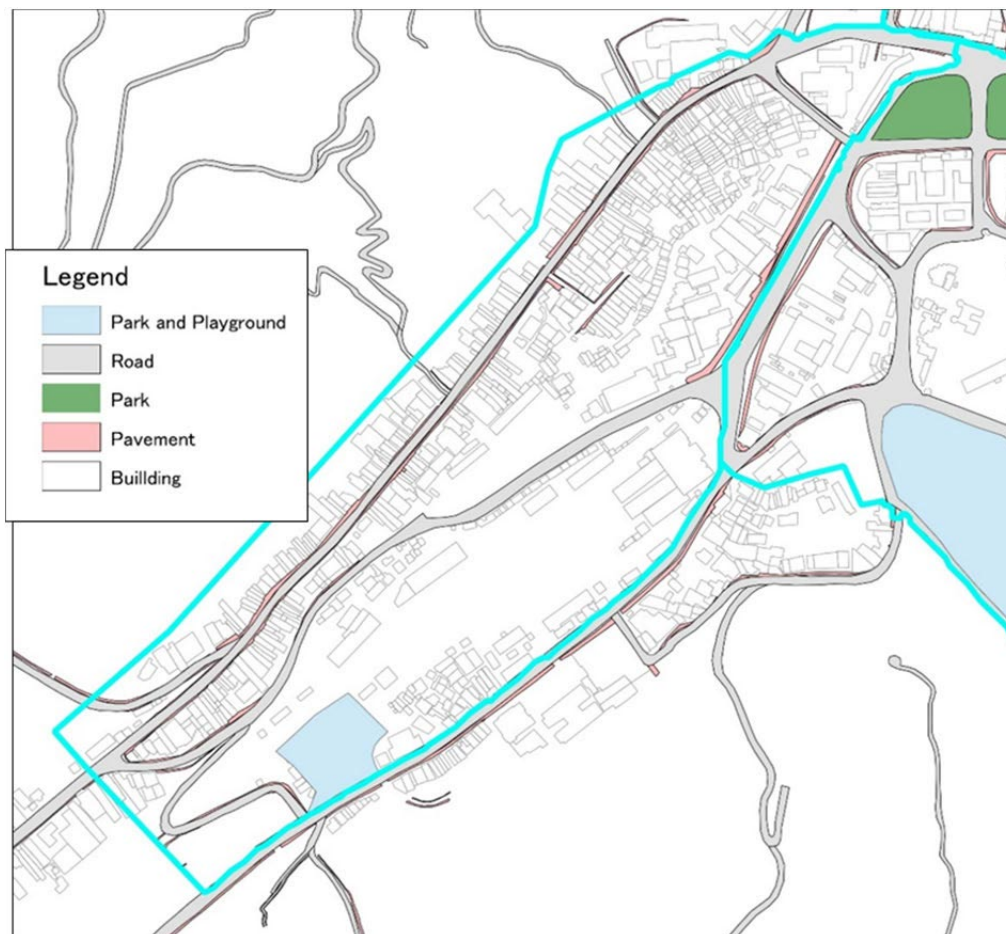 Legend
Park and Playground
Road
Park
Pavement
Buillding